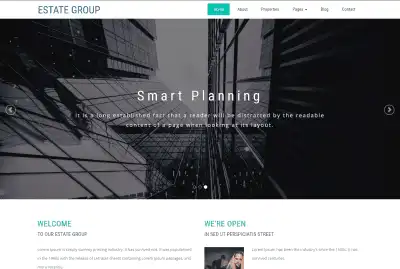 ESTATE GROUP
Home About Properties Pages Blog Contact
Smart Planning
It is a long established fact that a reader will be distracted by the readable
content of a page when looking at its layout.
WELCOME
TO OUR ESTATE GROUP
WE'RE OPEN
IN SED UT PERSPICIATIS STREET
Lorem Ipsum is simply dummy printing industry. It has survived not. It was popularised
in the 1960s with the release of Letraset sheets containing Lorem Ipsum passages, and
more recently.
Lorem Ipsum has been the industry's since the 1500s. It has
survived centuries.